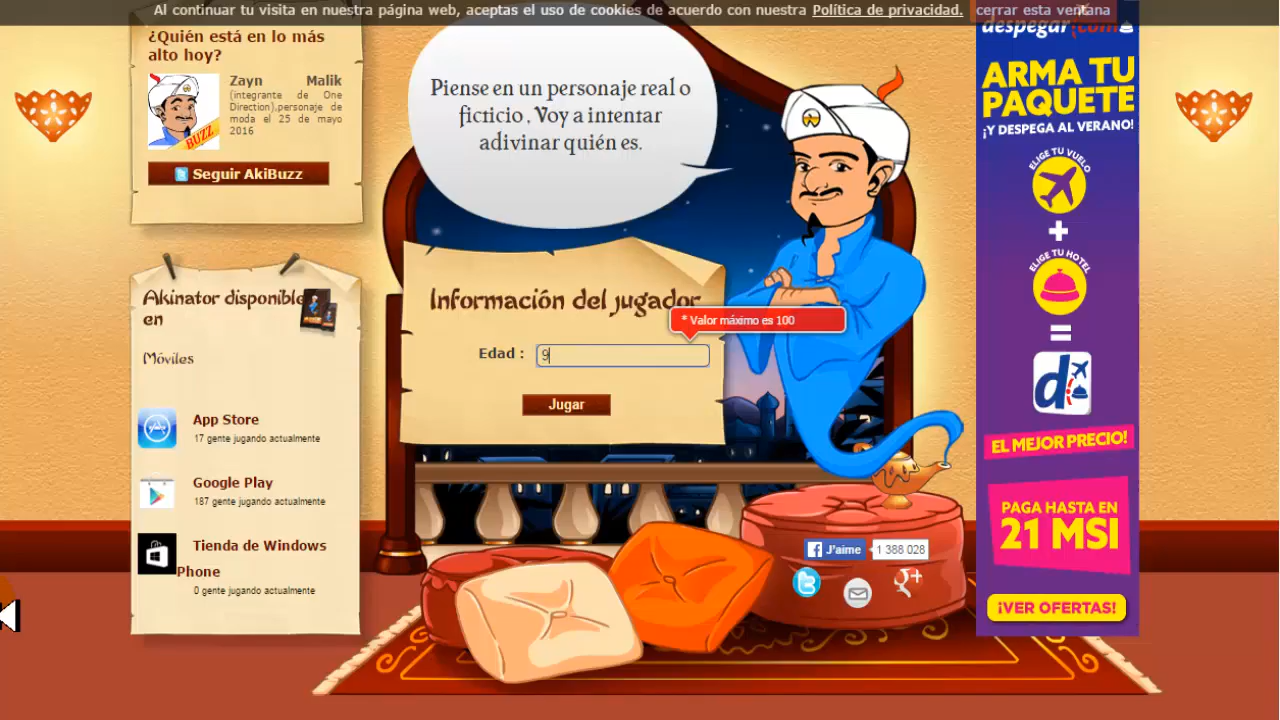 Al continuar tu visita en nuestra página web, aceptas el uso de cookies de acuerdo con nuestra Política de privacidad. cerrar esta ventana
¿Quién está en lo más
alto hoy?
Zayn Malik
(integrante de One
Direction),personaje de
moda el 25 de mayo
2016
BUZZ
Seguir AkiBuzz
Akinator disponible
en
Móviles
App Store
17 gente jugando actualmente
Google Play
187 gente jugando actualmente
Tienda de Windows
Phone
0 gente jugando actualmente
Piense en un personaje real o
ficticio , Voy a intentar
adivinar quién es.
Información del jugador
* Valor máximo es 100
Edad :
9
Jugar
J'aime
1 388 028
despegar.com
ARMA TU
PAQUETE
¡Y DESPEGA AL VERANO!
ELIGE TU VUELO
+
ELIGE TU HOTEL
=
d
EL MEJOR PRECIO!
PAGA HASTA EN
21 MSI
¡VER OFERTAS!